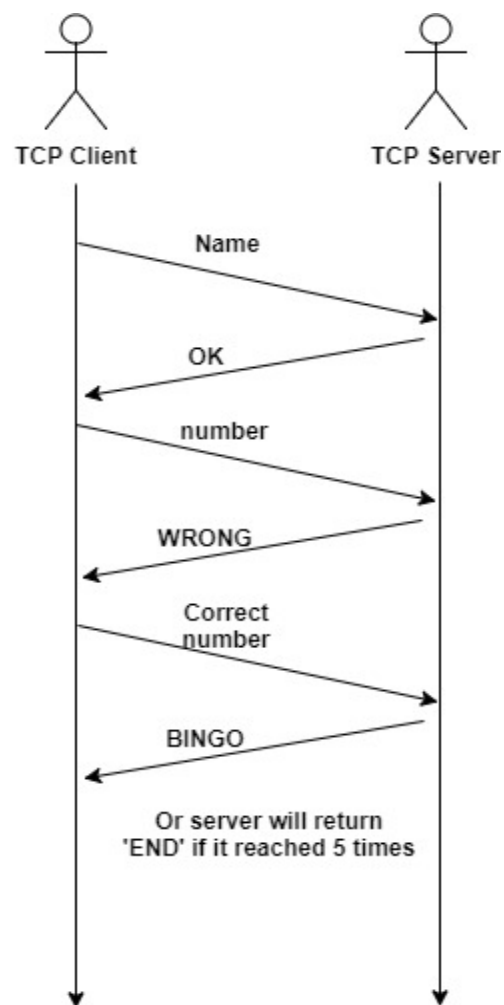 TCP Client
TCP Server
Name
OK
number
WRONG
Correct
number
BINGO
Or server will return
'END' if it reached 5 times